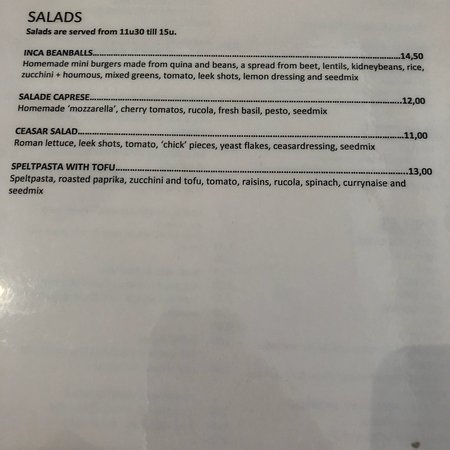 SALADS
Salads are served from 11u30 till 15u.
INCA BEANBALLS................................................................................14,50
Homemade mini burgers made from quina and beans, a spread from beet, lentils, kidneybeans, rice,
zucchini + houmous, mixed greens, tomato, leek shots, lemon dressing and seedmix
SALADE CAPRESE................................................................................12,00
Homemade ‘mozzarella’, cherry tomatos, rucola, fresh basil, pesto, seedmix
CEASAR SALAD................................................................................11,00
Roman lettuce, leek shots, tomato, ‘chick’ pieces, yeast flakes, ceasardressing, seedmix
SPELTPASTA WITH TOFU................................................................................13,00
Speltpasta, roasted paprika, zucchini and tofu, tomato, raisins, rucola, spinach, currynaise and
seedmix